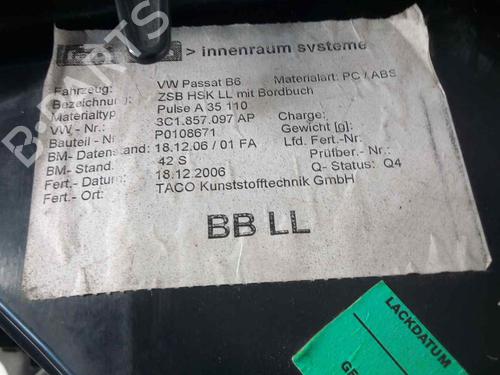 > innenraum systeme
Fahrzeug: VW Passat B6 Materialart: PC / ABS
Bezeichnung: ZSB HSK LL mit Bordbuch
Materialtyp Pulse A 35 110
VW - Nr.: 3C1.857.097 AP Charge:
Bauteil - Nr: P0108671 Gewicht [g]:
BM - Datenstand: 18.12.06 / 01 FA Lfd. Fert.-Nr.:
BM- Stand: 42 S Prüfber.- Nr.:
Fert.- Datum: 18.12.2006 Q- Status: Q4
Fert.- Ort: TACO Kunststofftechnik GmbH
BB LL
LACKDATUM
B-PARTS